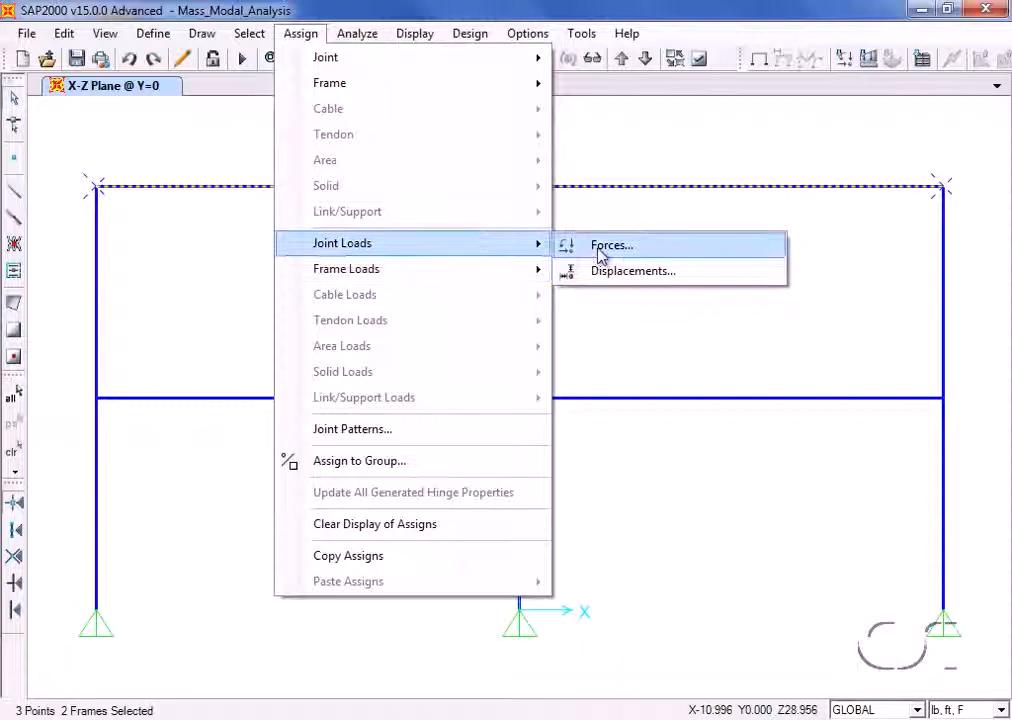 SAP2000 v15.0.0 Advanced - Mass_Modal_Analysis
File Edit View Define Draw Select Assign Analyze Display Design Options Tools Help
X-Z Plane @ Y=0
Joint
Frame
Cable
Tendon
Area
Solid
Link/Support
Joint Loads
Forces...
Displacements...
Frame Loads
Cable Loads
Tendon Loads
Area Loads
Solid Loads
Link/Support Loads
Joint Patterns...
Assign to Group...
Update All Generated Hinge Properties
Clear Display of Assigns
Copy Assigns
Paste Assigns
all
clr
X
3 Points 2 Frames Selected
X-10.996 Y0.000 Z28.956
GLOBAL
lb, ft, F